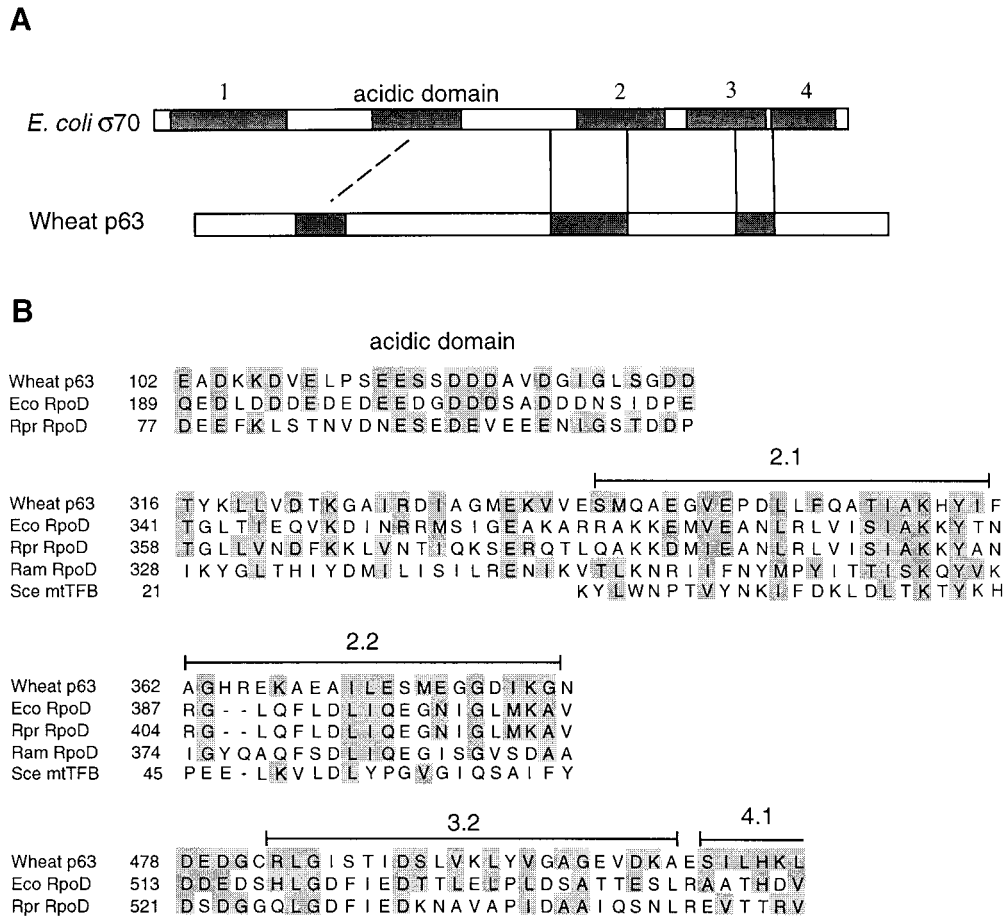 A
1 acidic domain 2 3 4
E. coli σ70
Wheat p63
B
acidic domain
Wheat p63 102 EADKKDVELPSEESSDDDAVDGIGLSGDD
Eco RpoD 189 QEDLDDDEDEDEEDGDDDSADDDNSIDPE
Rpr RpoD 77 DEEFKLSTNVDNESEDEVEEENIGSTDDP
2.1
Wheat p63 316 TYKLLVDTKGAIRDIAGMEKVVESMQAEGVEPDLLFQATIAKHYIF
Eco RpoD 341 TGLTIEQVKDINRRMSIGEAKARRAKKEMVEANLRLVISIAKKYTN
Rpr RpoD 358 TGLLVNDFKKLVNTIQKSERQTLQAKKDMIEANLRLVISIAKKYAN
Ram RpoD 328 IKYGLTHIYDMILISILRENIKVTLKNRIIFNYMPYITTISKQYVK
Sce mtTFB 21 KYLWNPTVYNKIFDKLDLTKTYKH
2.2
Wheat p63 362 AGHREKAEAILESMEGGDIKGN
Eco RpoD 387 RG--LQFLDLIQEGNIGLMKAV
Rpr RpoD 404 RG--LQFLDLIQEGNIGLMKAV
Ram RpoD 374 IGYQAQFSDLIQEGISGVSDAA
Sce mtTFB 45 PEE-LKVLDLYPGVGIQSAIFY
3.2 4.1
Wheat p63 478 DEDGCRLGISTIDSLVKLYVGAGEVDKAESILHKL
Eco RpoD 513 DDEDSHLGDFIEDTTLELPLDSATTESLRAATHDV
Rpr RpoD 521 DSDGGQLGDFIEDKNAVAPIDAAIQSNLREVTTRV